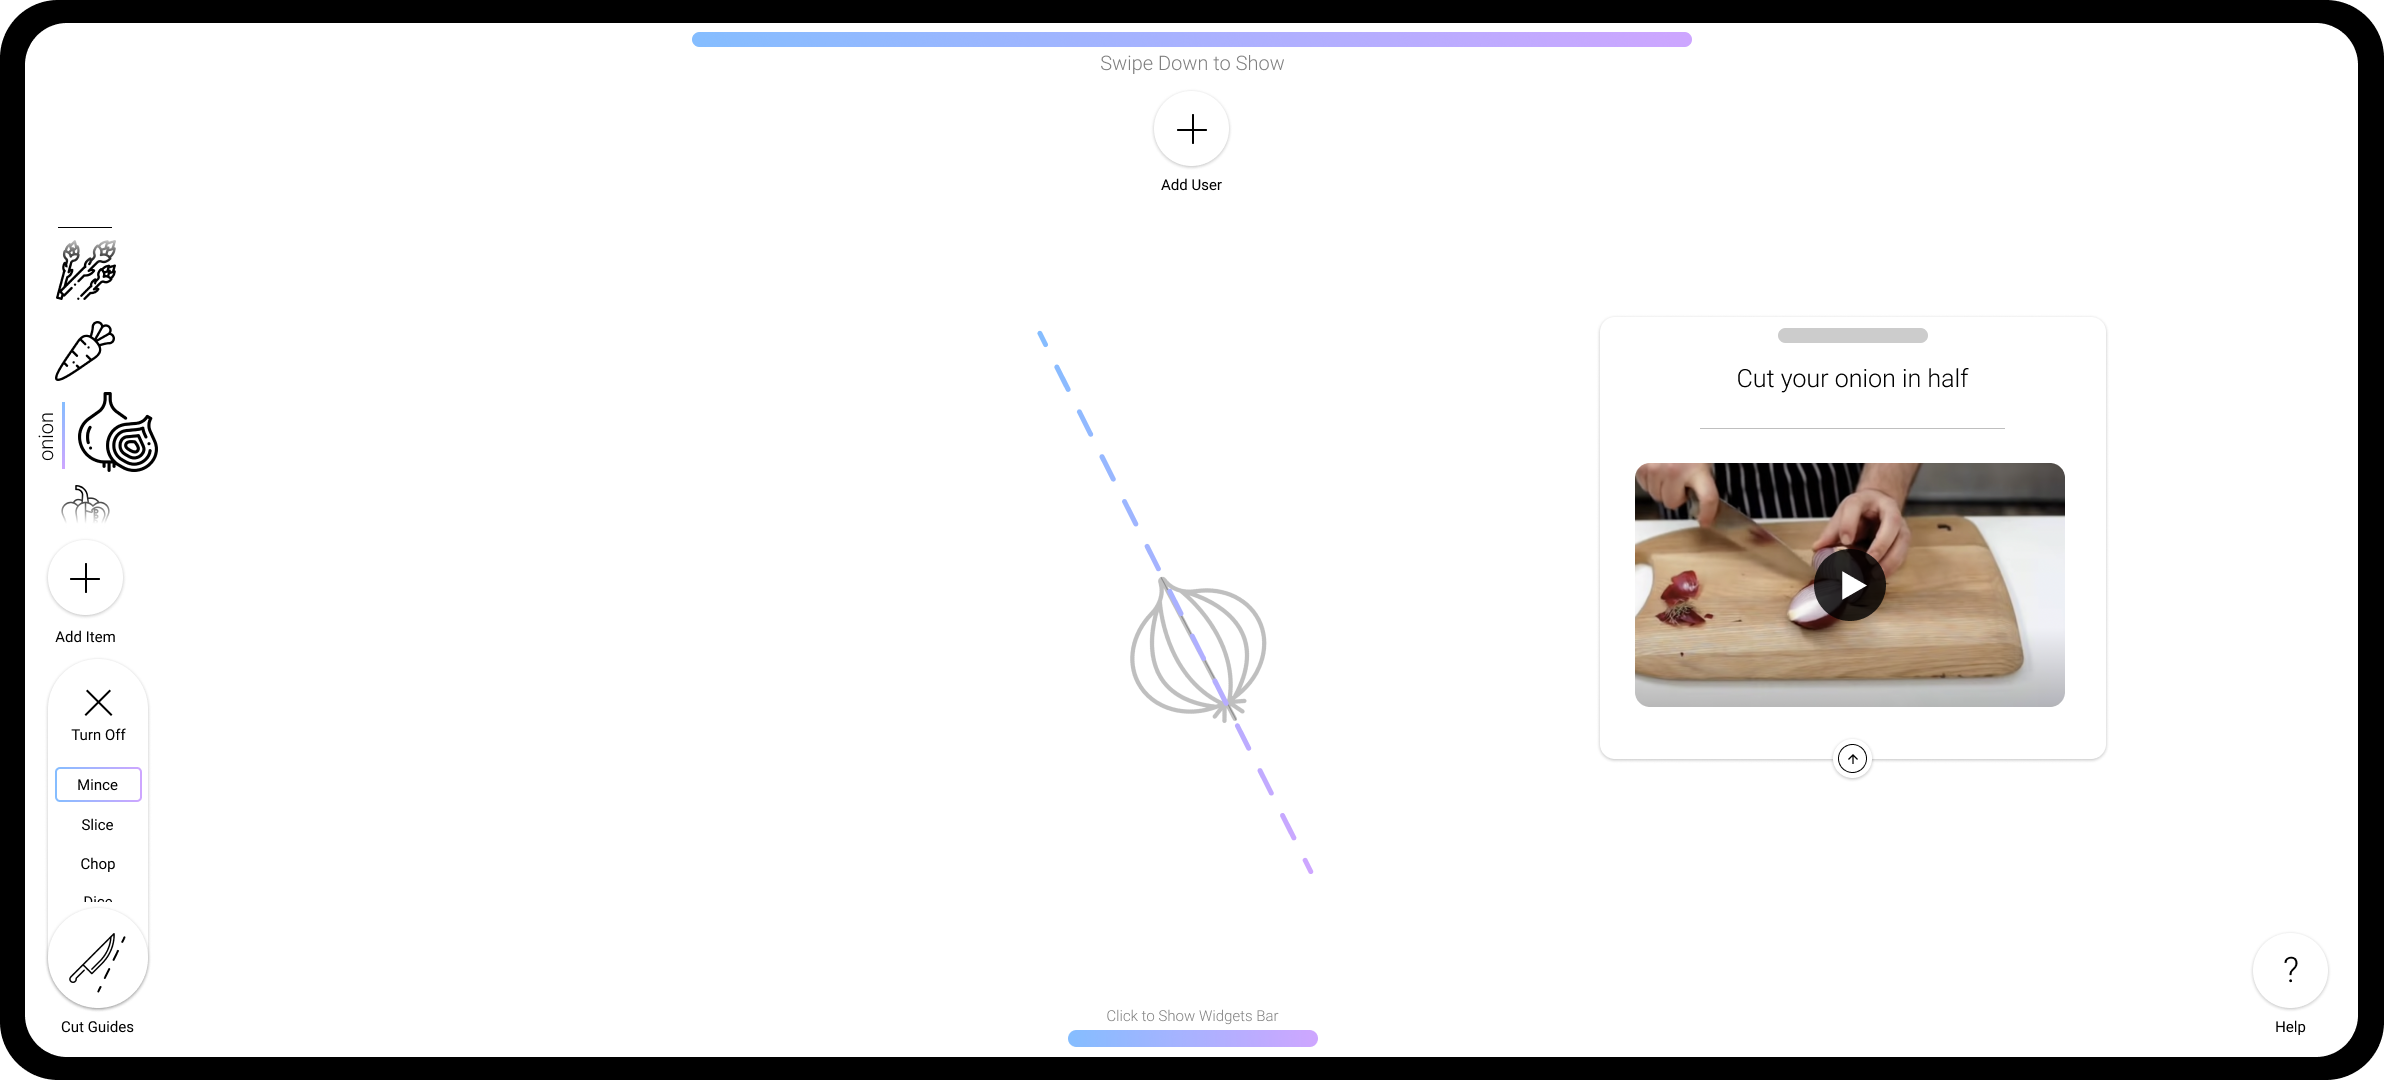 Swipe Down to Show
Add User
onion
Add Item
Turn Off
Mince
Slice
Chop
Dice
Cut Guides
Cut your onion in half
Click to Show Widgets Bar
?
Help